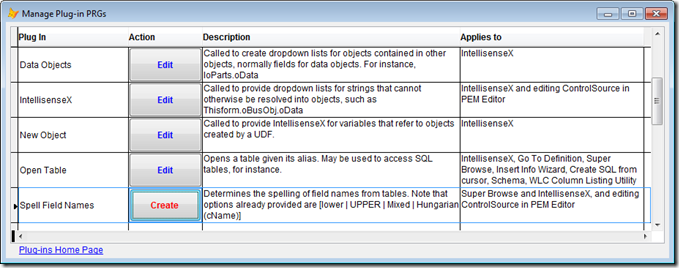 Manage Plug-in PRGs
Plug In Action Description Applies to
Data Objects Edit Called to create dropdown lists for objects contained in other IntellisenseX
objects, normally fields for data objects. For instance,
loParts.oData
IntellisenseX Edit Called to provide dropdown lists for strings that cannot IntellisenseX and editing ControlSource in
otherwise be resolved into objects, such as PEM Editor
Thisform.oBusObj.oData
New Object Edit Called to provide IntellisenseX for variables that refer to objects IntellisenseX
created by a UDF.
Open Table Edit Opens a table given its alias. May be used to access SQL IntellisenseX, Go To Definition, Super
tables, for instance. Browse, Insert Info Wizard, Create SQL from
cursor, Schema, WLC Column Listing Utility
Spell Field Names Create Determines the spelling of field names from tables. Note that Super Browse and IntellisenseX, and editing
options already provided are [lower | UPPER | Mixed | Hungarian ControlSource in PEM Editor
(cName)]
Plug-ins Home Page